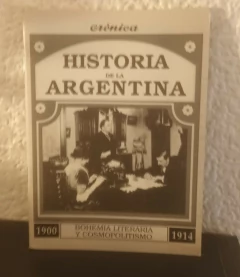 crónica
HISTORIA
DE LA
ARGENTINA
1900
BOHEMIA LITERARIA
Y COSMOPOLITISMO
1914